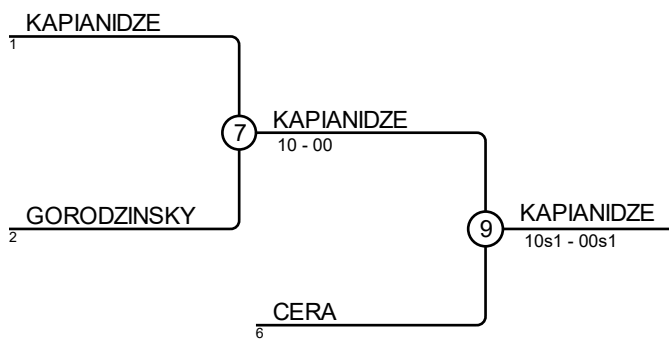 KAPIANIDZE
1
7
KAPIANIDZE
10 - 00
GORODZINSKY
2
KAPIANIDZE
9
10s1 - 00s1
CERA
6